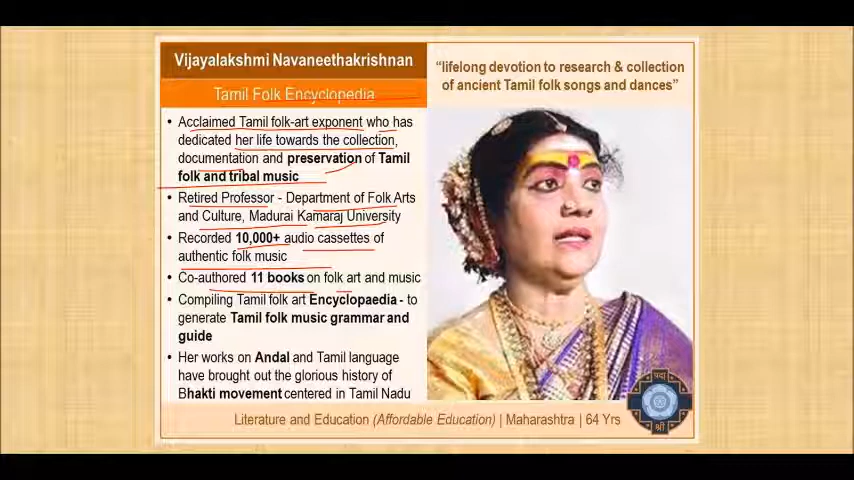 Vijayalakshmi Navaneethakrishnan
Tamil Folk Encyclopedia
• Acclaimed Tamil folk-art exponent who has
dedicated her life towards the collection,
documentation and preservation of Tamil
folk and tribal music
• Retired Professor - Department of Folk Arts
and Culture, Madurai Kamaraj University
• Recorded 10,000+ audio cassettes of
authentic folk music
• Co-authored 11 books on folk art and music
• Compiling Tamil folk art Encyclopaedia - to
generate Tamil folk music grammar and
guide
• Her works on Andal and Tamil language
have brought out the glorious history of
Bhakti movement centered in Tamil Nadu
“lifelong devotion to research & collection
of ancient Tamil folk songs and dances”
Literature and Education (Affordable Education) | Maharashtra | 64 Yrs
श्री